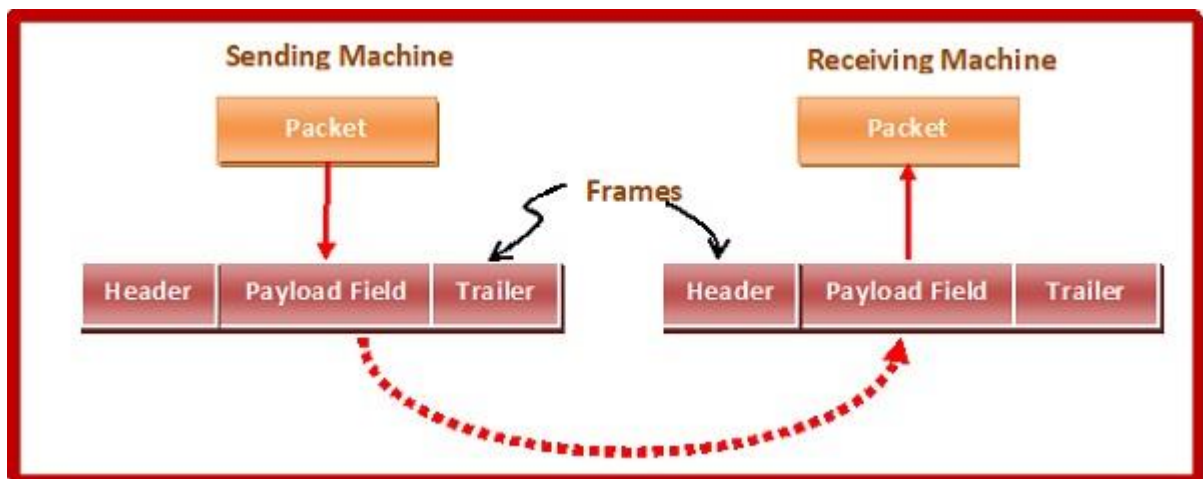 Sending Machine
Receiving Machine
Packet
Packet
Frames
Header
Payload Field
Trailer
Header
Payload Field
Trailer